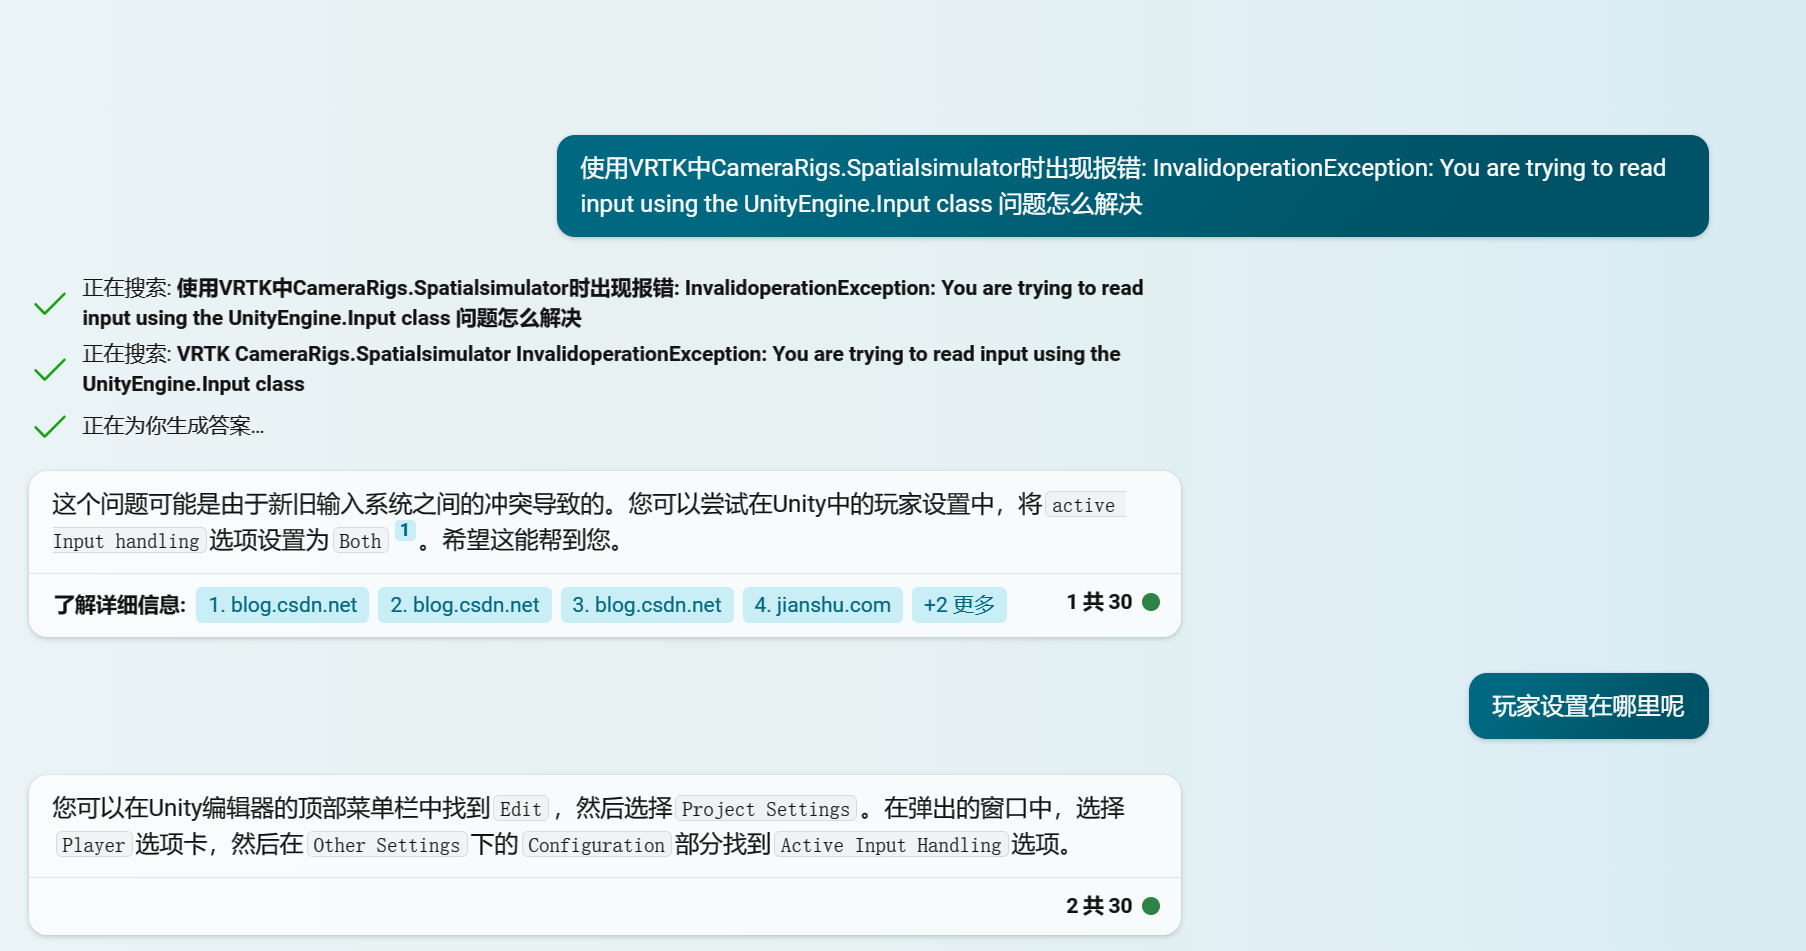 使用VRTK中CameraRigs.Spatialsimulator时出现报错: InvalidoperationException: You are trying to read
input using the UnityEngine.Input class 问题怎么解决
正在搜索: 使用VRTK中CameraRigs.Spatialsimulator时出现报错: InvalidoperationException: You are trying to read
input using the UnityEngine.Input class 问题怎么解决
正在搜索: VRTK CameraRigs.Spatialsimulator InvalidoperationException: You are trying to read input using the
UnityEngine.Input class
正在为你生成答案...
这个问题可能是由于新旧输入系统之间的冲突导致的。您可以尝试在Unity中的玩家设置中，将 active
Input handling 选项设置为 Both 1 。希望这能帮到您。
了解详细信息: 1. blog.csdn.net 2. blog.csdn.net 3. blog.csdn.net 4. jianshu.com +2 更多 1 共 30
玩家设置在哪里呢
您可以在Unity编辑器的顶部菜单栏中找到 Edit ，然后选择 Project Settings 。在弹出的窗口中，选择
Player 选项卡，然后在 Other Settings 下的 Configuration 部分找到 Active Input Handling 选项。
2 共 30